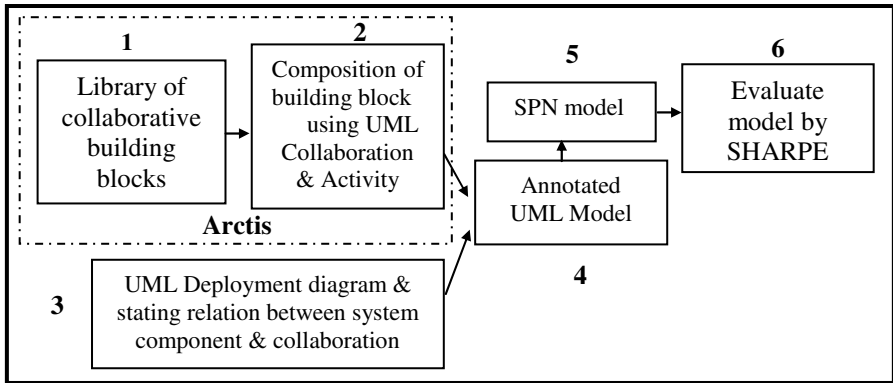 1
Library of
collaborative
building
blocks
2
Composition of
building block
using UML
Collaboration
& Activity
Arctis
3
UML Deployment diagram &
stating relation between system
component & collaboration
4
Annotated
UML Model
5
SPN model
6
Evaluate
model by
SHARPE